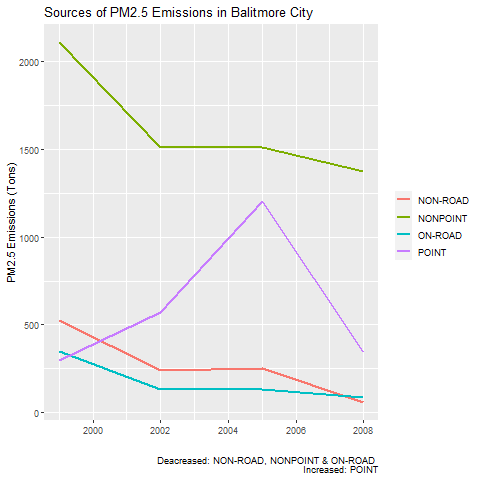 Sources of PM2.5 Emissions in Balitmore City
PM2.5 Emissions (Tons)
2000
1500
1000
500
0
2000 2002 2004 2006 2008
NON-ROAD
NONPOINT
ON-ROAD
POINT
Deacreased: NON-ROAD, NONPOINT & ON-ROAD
Increased: POINT